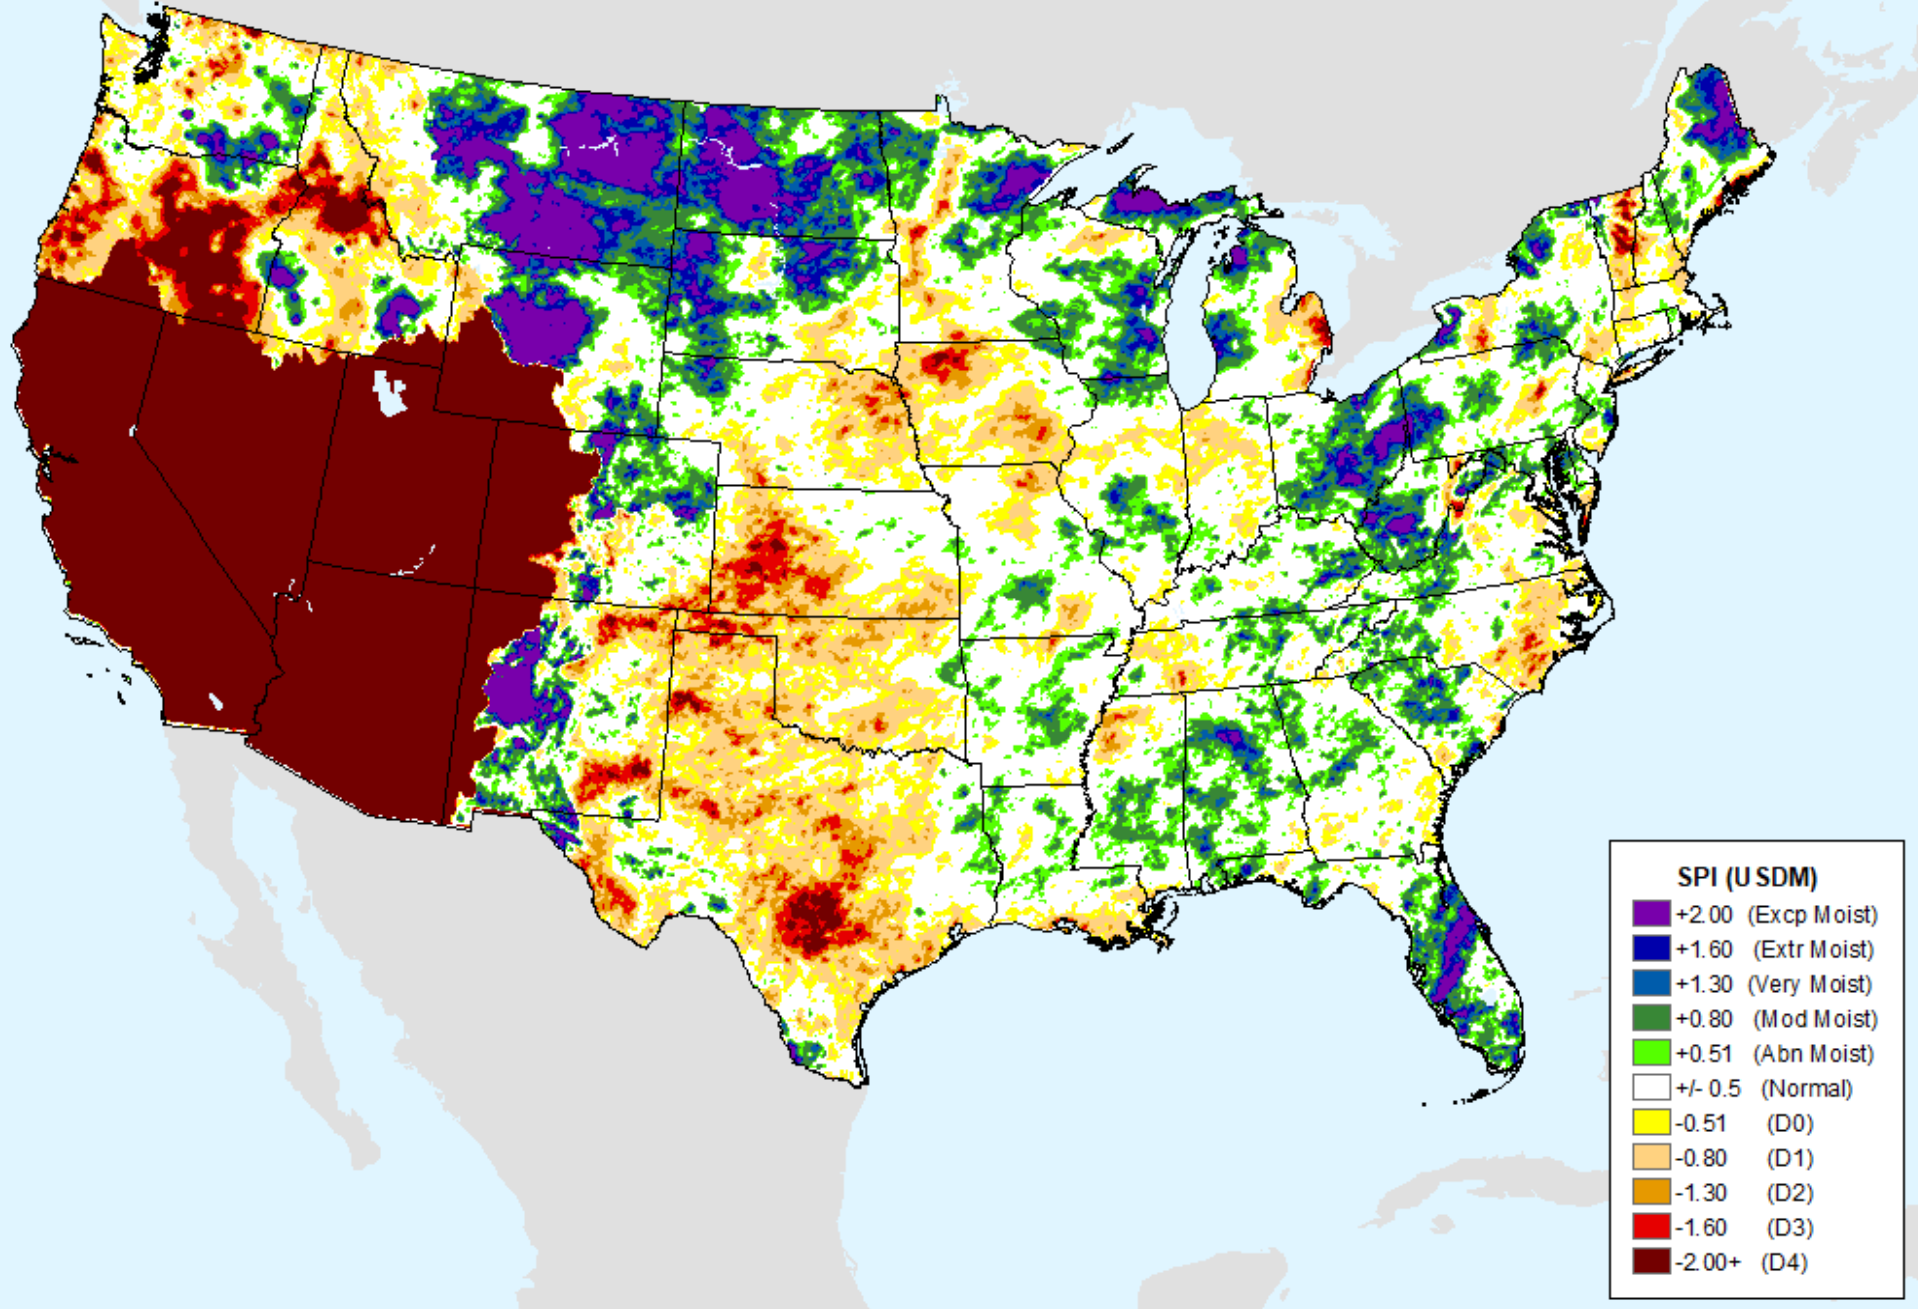 SPI (USDM)
+2.00 (Excp Moist)
+1.60 (Extr Moist)
+1.30 (Very Moist)
+0.80 (Mod Moist)
+0.51 (Abn Moist)
+/- 0.5 (Normal)
-0.51 (D0)
-0.80 (D1)
-1.30 (D2)
-1.60 (D3)
-2.00+ (D4)